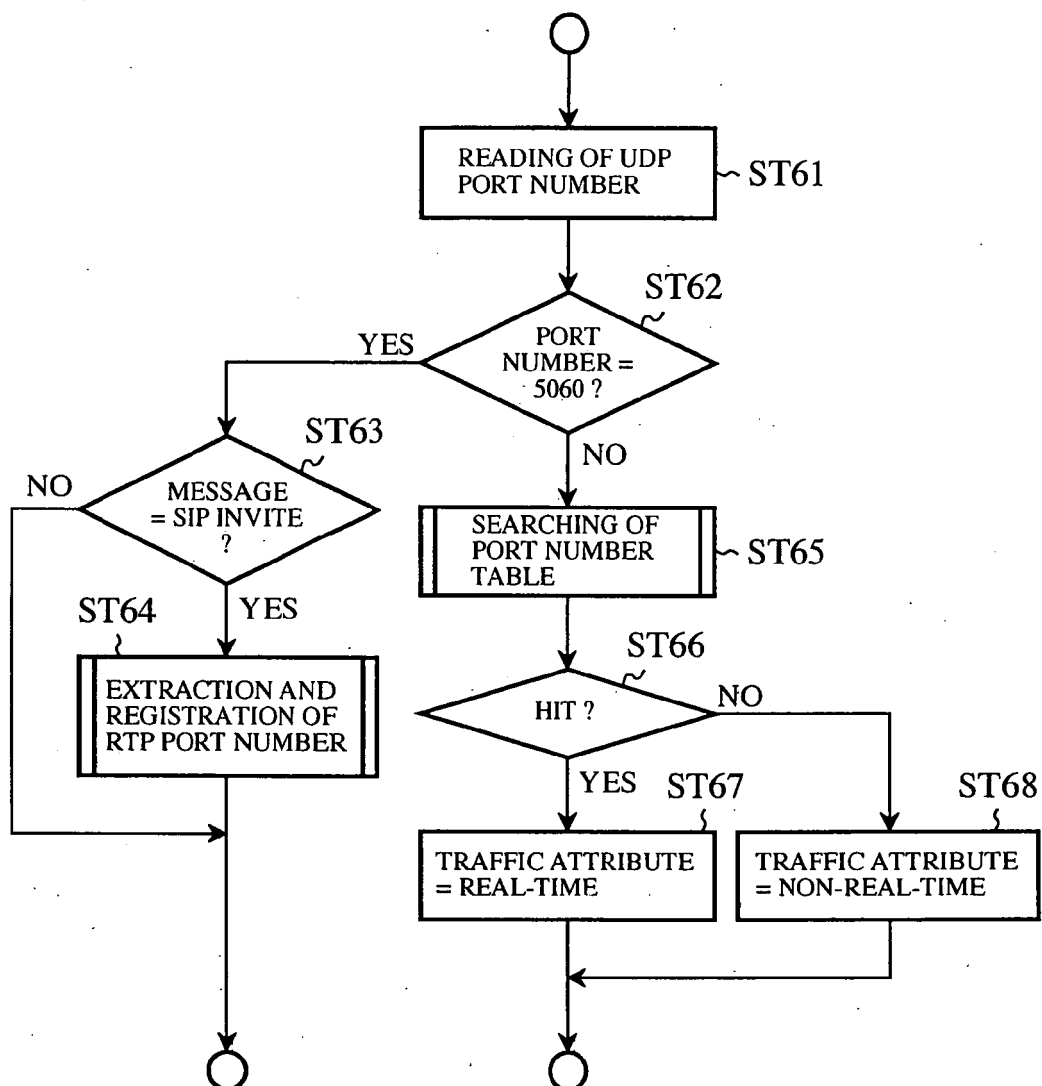 READING OF UDP
PORT NUMBER
ST61
ST62
PORT
NUMBER =
5060 ?
YES
NO
ST63
MESSAGE
= SIP INVITE
?
NO
YES
ST64
EXTRACTION AND
REGISTRATION OF
RTP PORT NUMBER
SEARCHING OF
PORT NUMBER
TABLE
ST65
ST66
HIT ?
NO
YES
ST67
TRAFFIC ATTRIBUTE
= REAL-TIME
ST68
TRAFFIC ATTRIBUTE
= NON-REAL-TIME